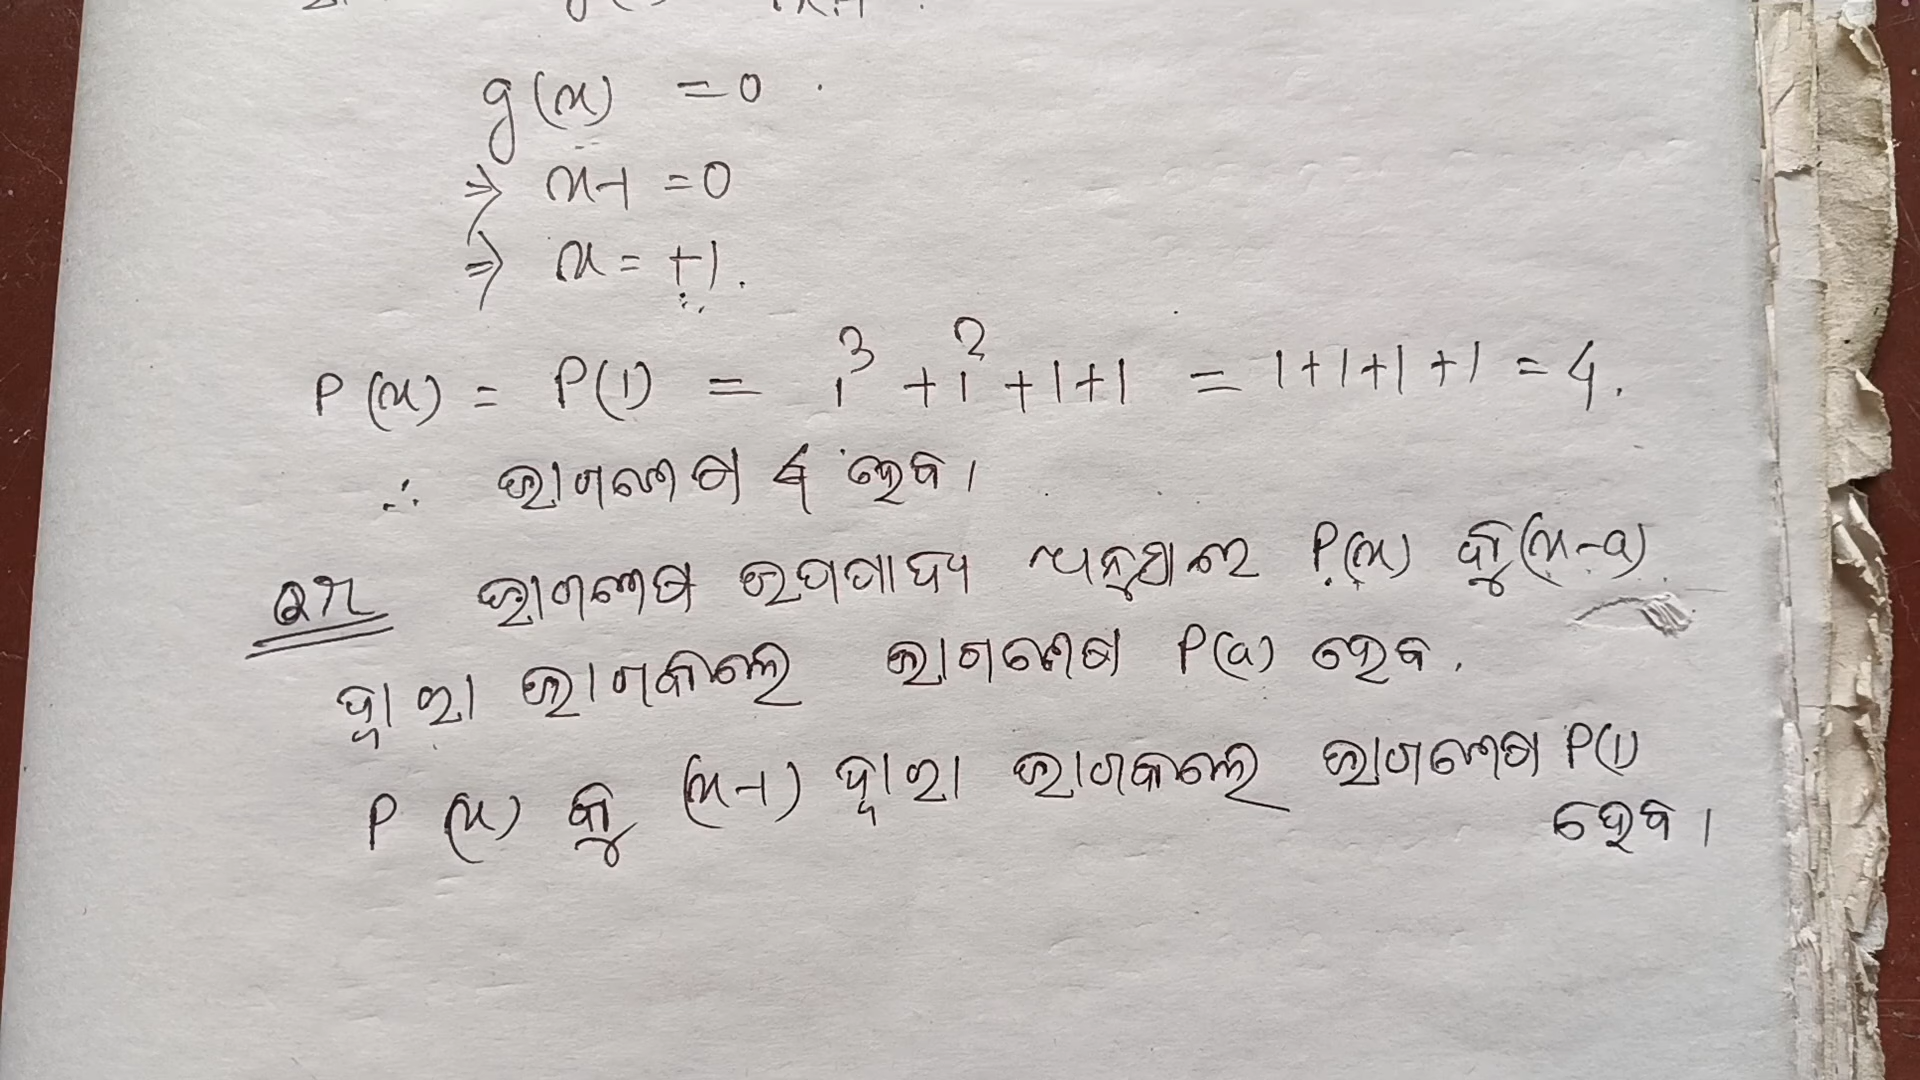 g(x) = 0.
⇒ x-1 = 0
⇒ x = +1.
P(x) = P(1) = 1³ + 1² + 1 + 1 = 1+1+1+1 = 4.
∴ ଭାଗଶେଷ 4 ହେବ।
ଭାଗଶେଷ ଉପପାଦ୍ୟ ଅନୁସାରେ P(x) କୁ (x-a)
ଦ୍ୱାରା ଭାଗକଲେ ଭାଗଶେଷ P(a) ହେବ.
P(x) କୁ (x-1) ଦ୍ୱାରା ଭାଗକଲେ ଭାଗଶେଷ P(1)
ହେବ।